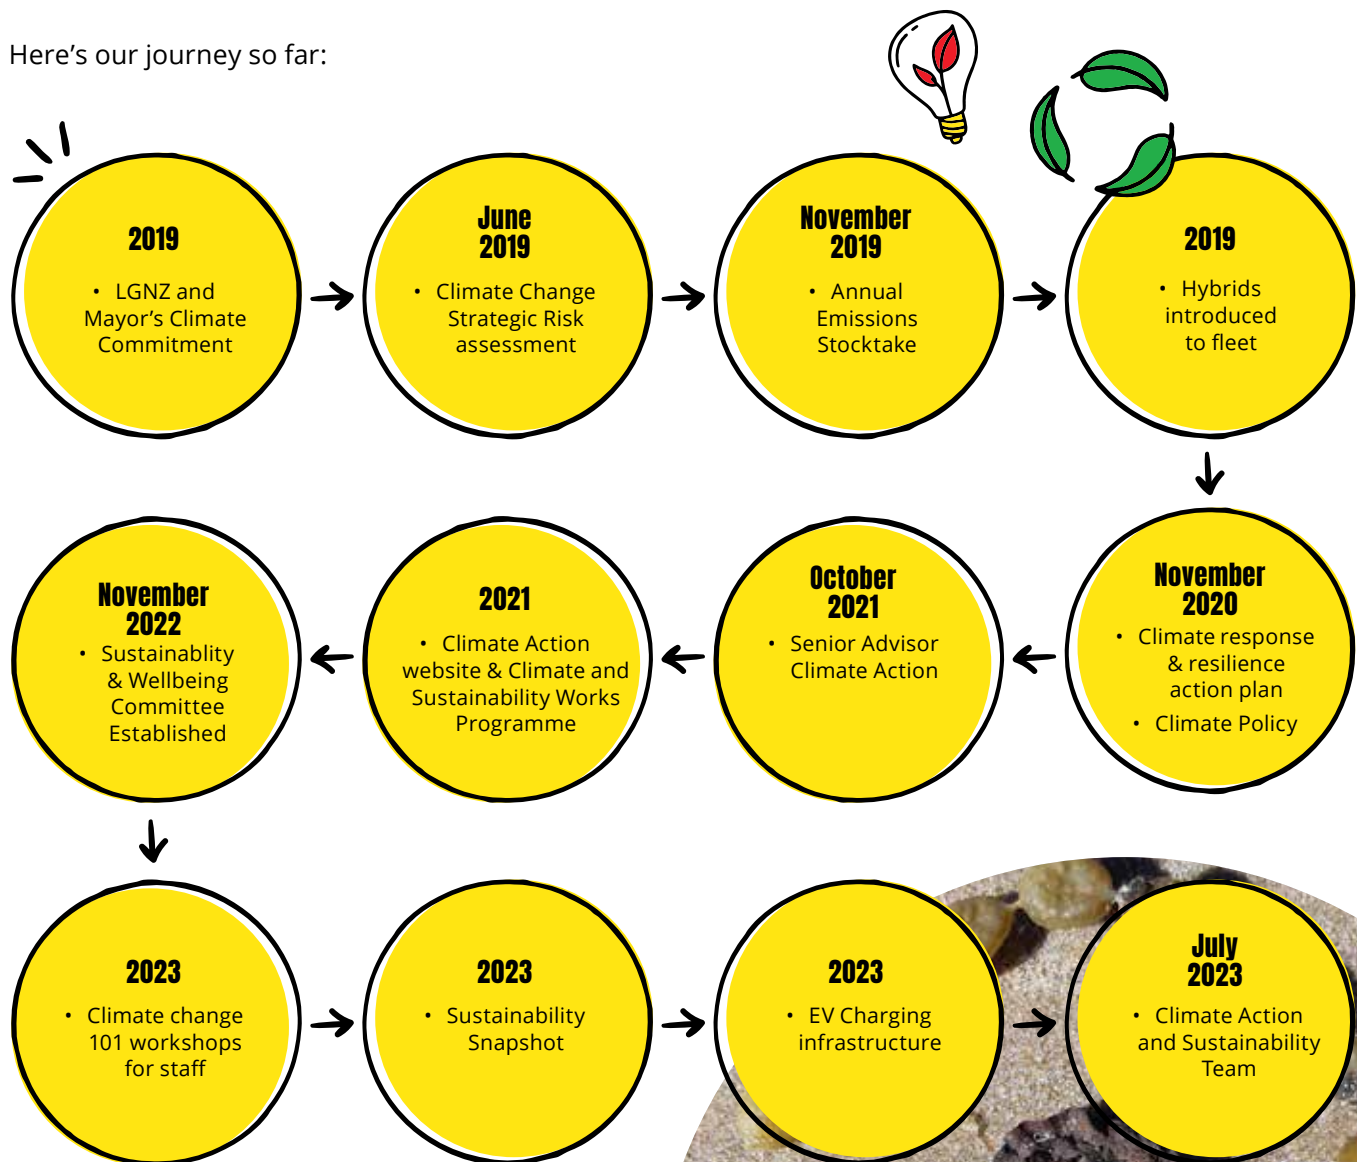 Here’s our journey so far:
2019
• LGNZ and
Mayor’s Climate
Commitment
June
2019
• Climate Change
Strategic Risk
assessment
November
2019
• Annual
Emissions
Stocktake
2019
• Hybrids
introduced
to fleet
November
2020
• Climate response
& resilience
action plan
• Climate Policy
October
2021
• Senior Advisor
Climate Action
2021
• Climate Action
website & Climate and
Sustainability Works
Programme
November
2022
• Sustainablity
& Wellbeing
Committee
Established
2023
• Climate change
101 workshops
for staff
2023
• Sustainability
Snapshot
2023
• EV Charging
infrastructure
July
2023
• Climate Action
and Sustainability
Team